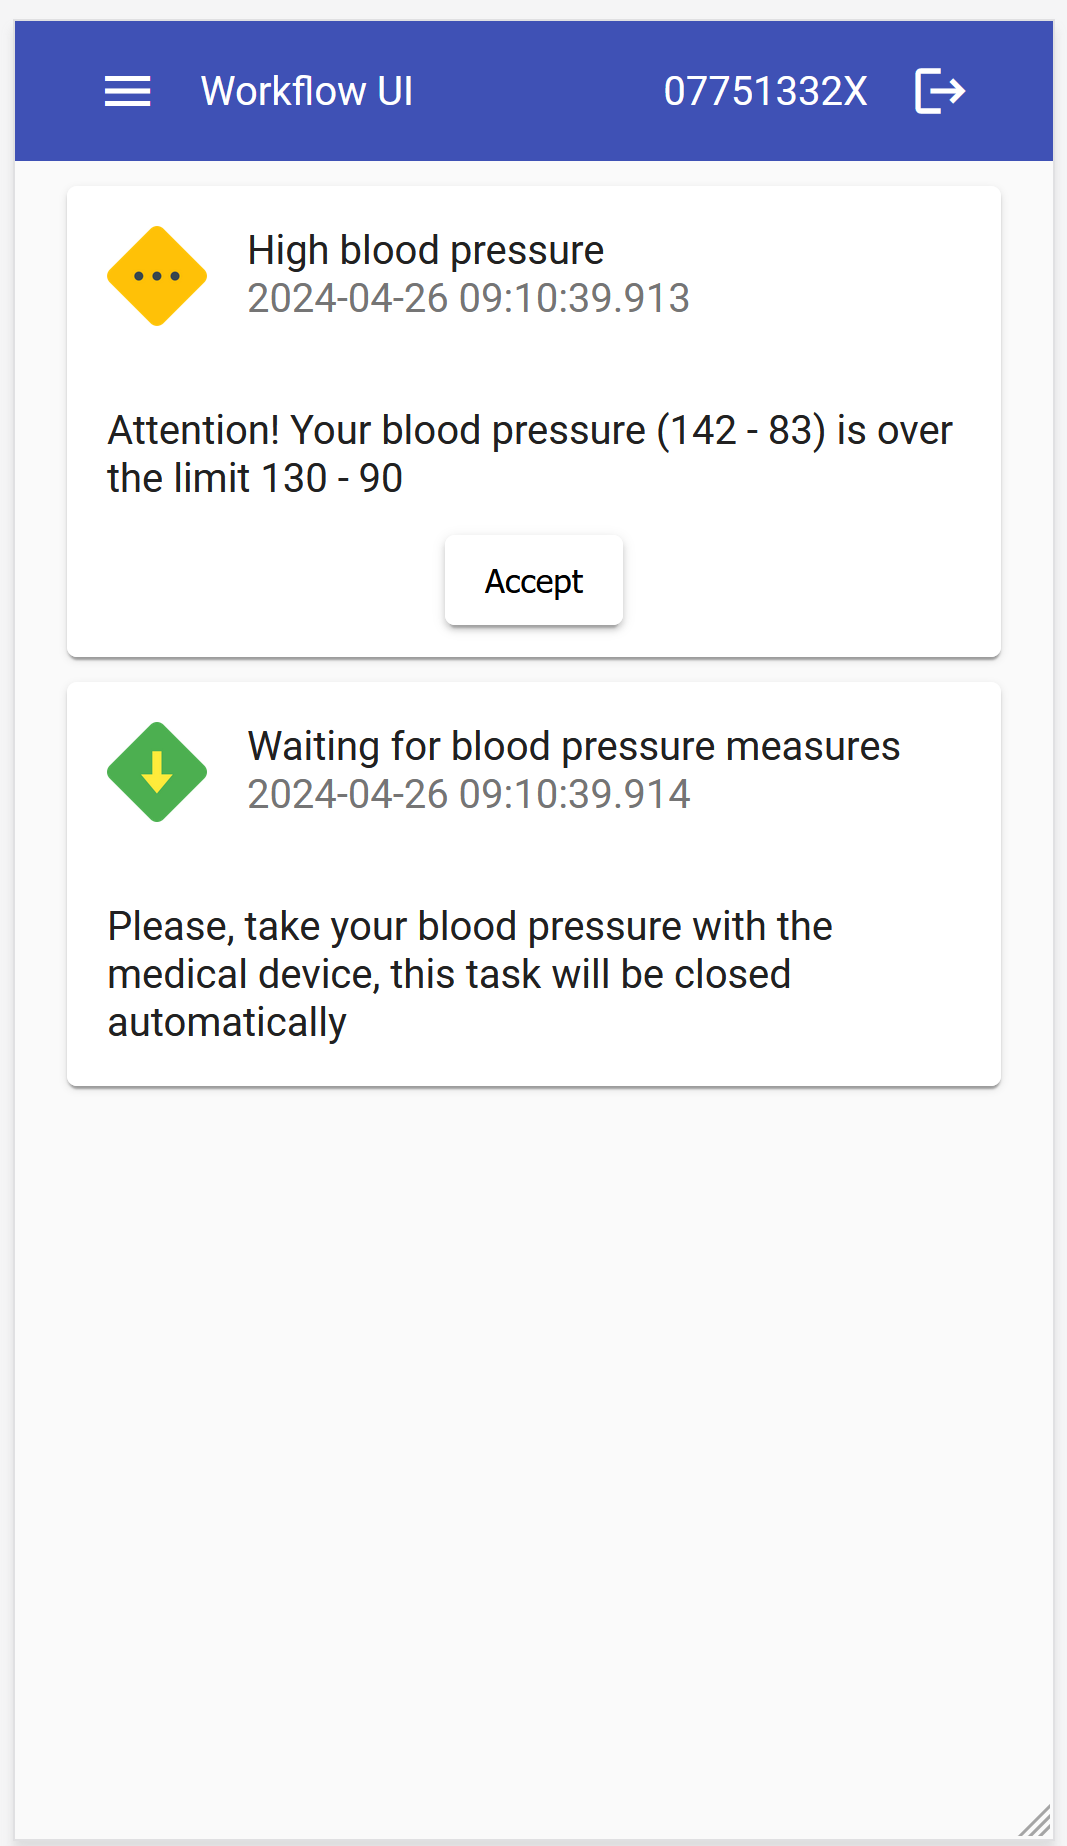 Workflow UI 07751332X
High blood pressure
2024-04-26 09:10:39.913
Attention! Your blood pressure (142 - 83) is over
the limit 130 - 90
Accept
Waiting for blood pressure measures
2024-04-26 09:10:39.914
Please, take your blood pressure with the
medical device, this task will be closed
automatically